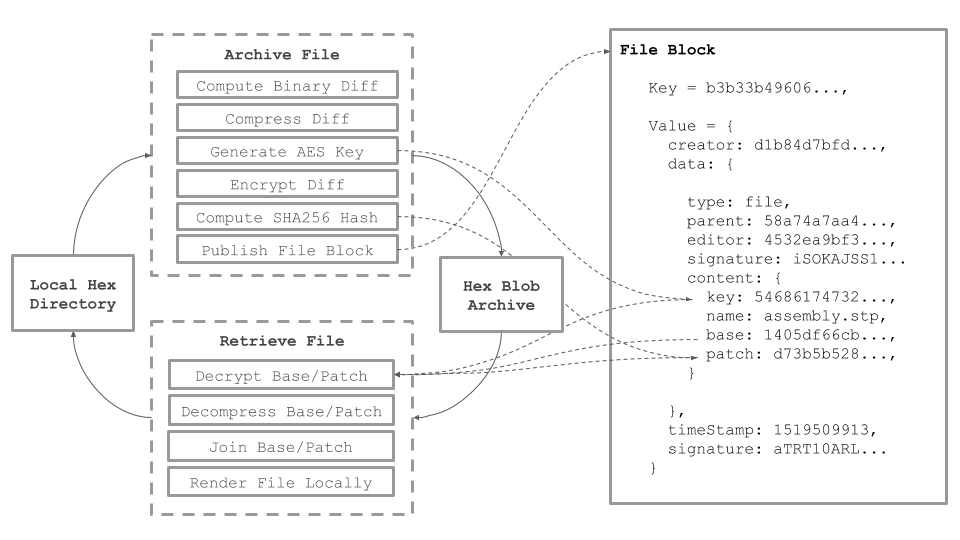 Archive File
Compute Binary Diff
Compress Diff
Generate AES Key
Encrypt Diff
Compute SHA256 Hash
Publish File Block
Local Hex
Directory
Hex Blob
Archive
Retrieve File
Decrypt Base/Patch
Decompress Base/Patch
Join Base/Patch
Render File Locally
File Block
Key = b3b33b49606...,
Value = {
creator: d1b84d7bfd...,
data: {
type: file,
parent: 58a74a7aa4...,
editor: 4532ea9bf3...,
signature: iSOKAJSS1...
content: {
key: 54686174732...,
name: assembly.stp,
base: 1405df66cb...,
patch: d73b5b528...,
}
},
timeStamp: 1519509913,
signature: aTRT10ARL...
}